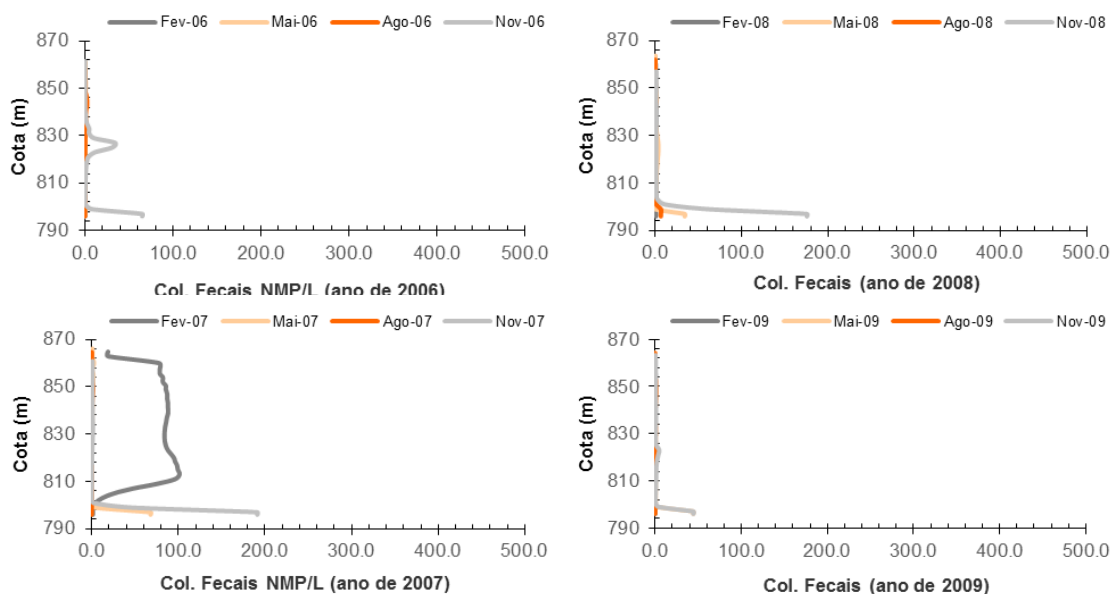 Fev-06 Mai-06 Ago-06 Nov-06
870
850
830
810
790
Cota (m)
0.0 100.0 200.0 300.0 400.0 500.0
Col. Fecais NMP/L (ano de 2006)
Fev-08 Mai-08 Ago-08 Nov-08
870
850
830
810
790
Cota (m)
0.0 100.0 200.0 300.0 400.0 500.0
Col. Fecais (ano de 2008)
Fev-07 Mai-07 Ago-07 Nov-07
870
850
830
810
790
Cota (m)
0.0 100.0 200.0 300.0 400.0 500.0
Col. Fecais NMP/L (ano de 2007)
Fev-09 Mai-09 Ago-09 Nov-09
870
850
830
810
790
Cota (m)
0.0 100.0 200.0 300.0 400.0 500.0
Col. Fecais (ano de 2009)